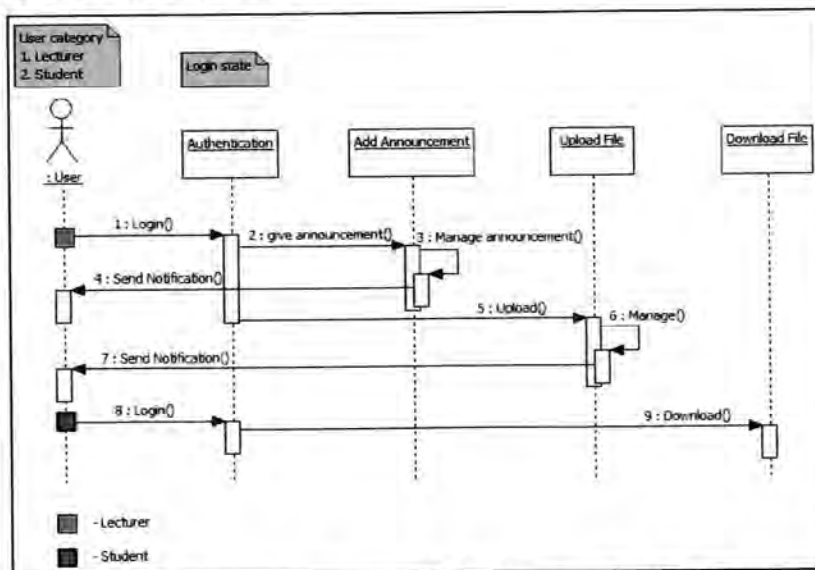 User category
1. Lecturer
2. Student
Login state
: User
Authentication
Add Announcement
Upload File
Download File
1 : Login()
2 : give announcement()
3 : Manage announcement()
4 : Send Notification()
5 : Upload()
6 : Manage()
7 : Send Notification()
8 : Login()
9 : Download()
- Lecturer
- Student